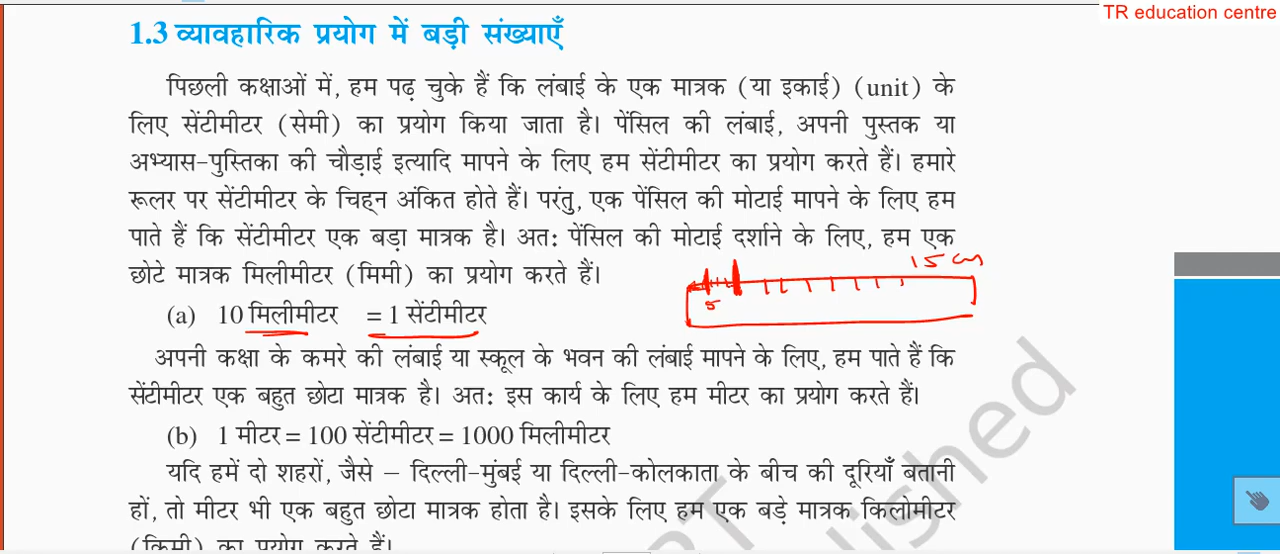 TR education centre
1.3 व्यावहारिक प्रयोग में बड़ी संख्याएँ
पिछली कक्षाओं में, हम पढ़ चुके हैं कि लंबाई के एक मात्रक (या इकाई) (unit) के
लिए सेंटीमीटर (सेमी) का प्रयोग किया जाता है। पेंसिल की लंबाई, अपनी पुस्तक या
अभ्यास-पुस्तिका की चौड़ाई इत्यादि मापने के लिए हम सेंटीमीटर का प्रयोग करते हैं। हमारे
रूलर पर सेंटीमीटर के चिह्न अंकित होते हैं। परंतु, एक पेंसिल की मोटाई मापने के लिए हम
पाते हैं कि सेंटीमीटर एक बड़ा मात्रक है। अत: पेंसिल की मोटाई दर्शाने के लिए, हम एक
छोटे मात्रक मिलीमीटर (मिमी) का प्रयोग करते हैं।
15 cm
5
(a) 10 मिलीमीटर = 1 सेंटीमीटर
अपनी कक्षा के कमरे की लंबाई या स्कूल के भवन की लंबाई मापने के लिए, हम पाते हैं कि
सेंटीमीटर एक बहुत छोटा मात्रक है। अत: इस कार्य के लिए हम मीटर का प्रयोग करते हैं।
(b) 1 मीटर = 100 सेंटीमीटर = 1000 मिलीमीटर
यदि हमें दो शहरों, जैसे – दिल्ली-मुंबई या दिल्ली-कोलकाता के बीच की दूरियाँ बतानी
हों, तो मीटर भी एक बहुत छोटा मात्रक होता है। इसके लिए हम एक बड़े मात्रक किलोमीटर
(किमी) का प्रयोग करते हैं।